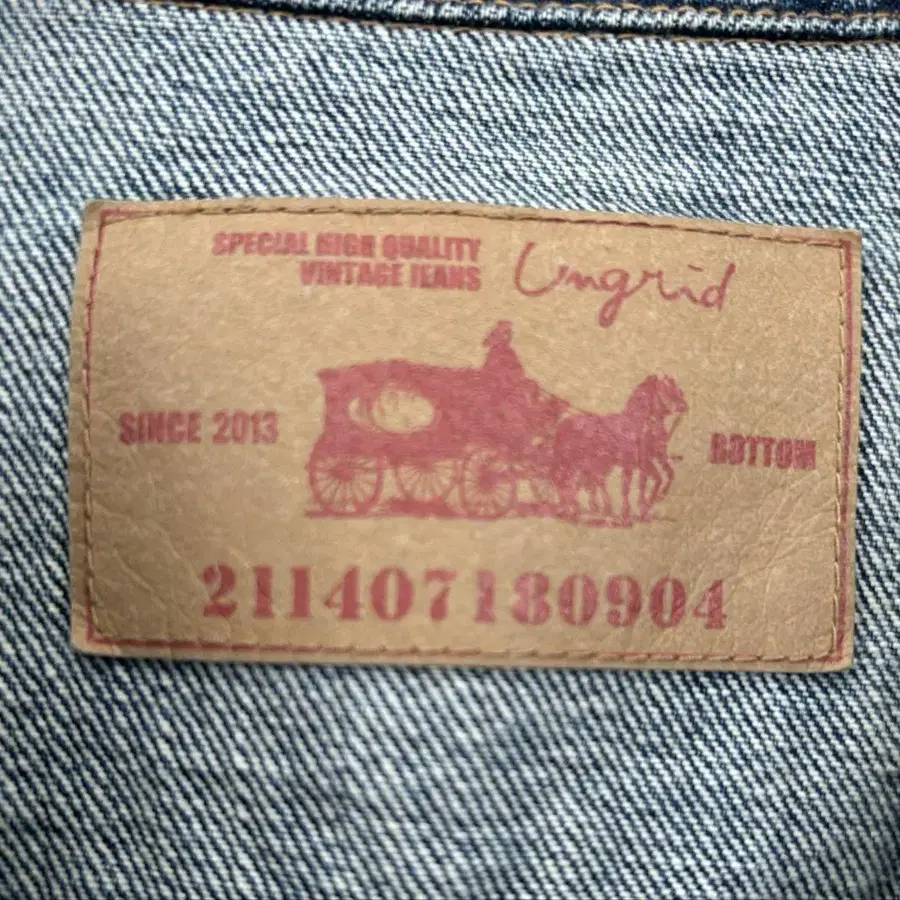 SPECIAL HIGH QUALITY
VINTAGE JEANS
Ungrid
SINCE 2013
BOTTOM
211407180904